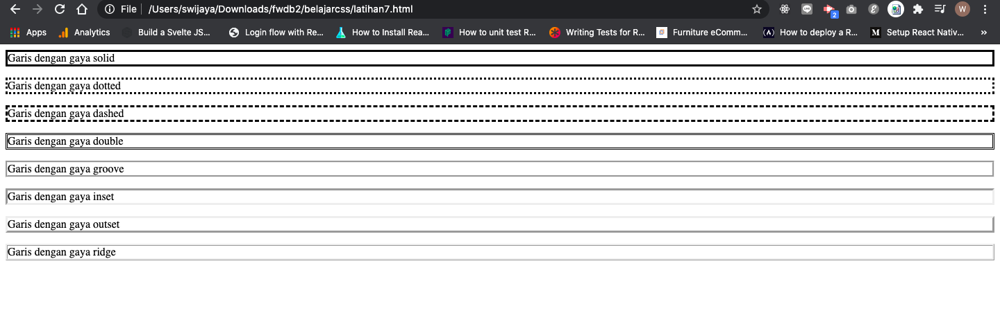 File /Users/swijaya/Downloads/fwdb2/belajarcss/latihan7.html 2 W
Apps Analytics Build a Svelte JS... Login flow with Re... How to Install Rea... How to unit test R... Writing Tests for R... Furniture eComm... How to deploy a R... Setup React Nativ... »
Garis dengan gaya solid
Garis dengan gaya dotted
Garis dengan gaya dashed
Garis dengan gaya double
Garis dengan gaya groove
Garis dengan gaya inset
Garis dengan gaya outset
Garis dengan gaya ridge